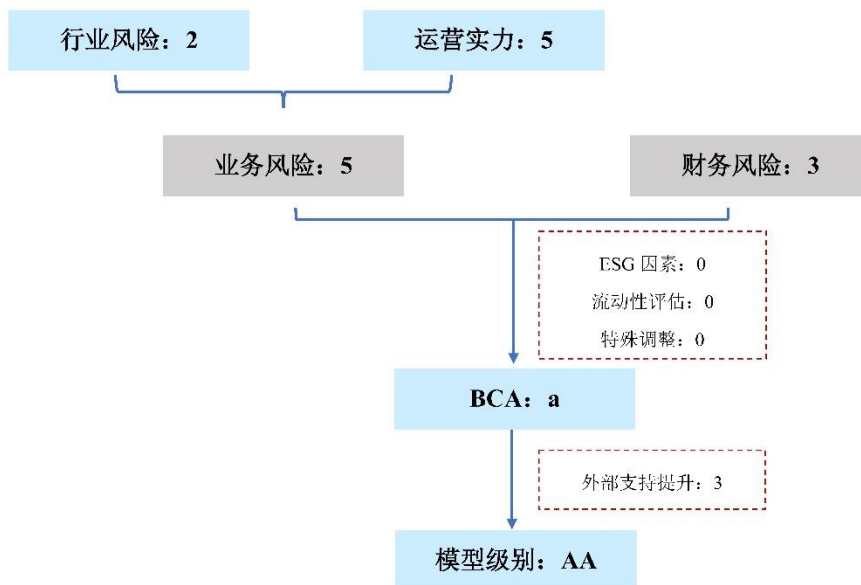 行业风险：2
运营实力：5
业务风险：5
财务风险：3
ESG 因素：0
流动性评估：0
特殊调整：0
BCA：a
外部支持提升：3
模型级别：AA